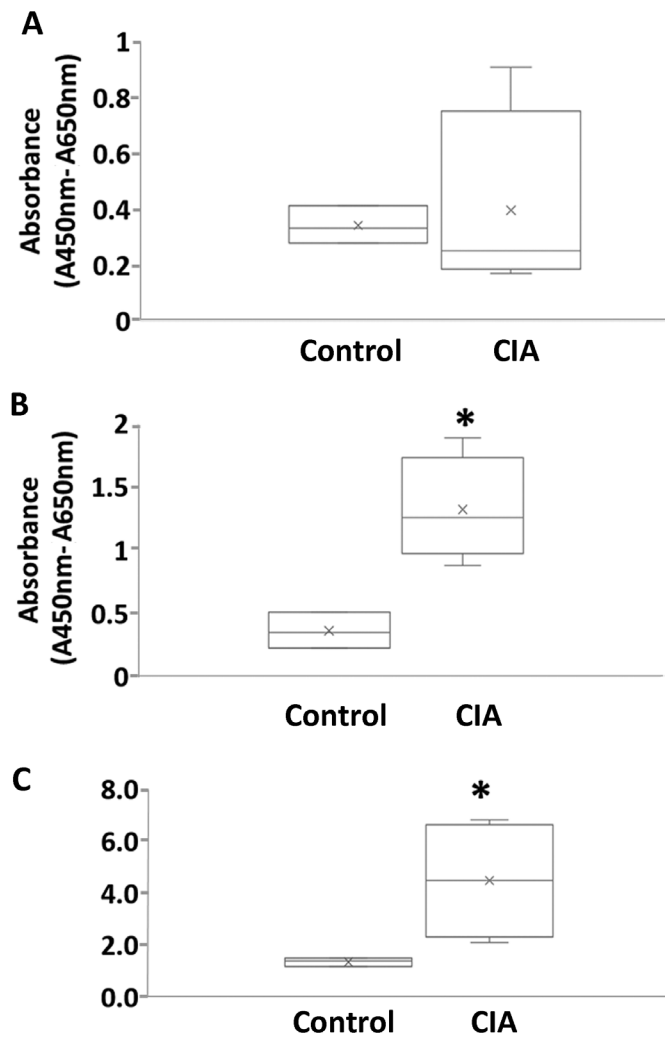 A
Absorbance
(A450nm- A650nm)
1
0.8
0.6
0.4
0.2
0
Control CIA
B
Absorbance
(A450nm- A650nm)
2
1.5
1
0.5
0
*
Control CIA
C
8.0
6.0
4.0
2.0
0.0
*
Control CIA